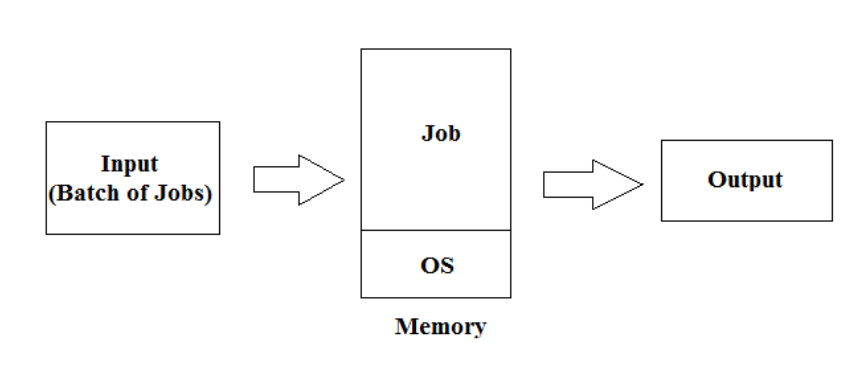 Input
(Batch of Jobs)
Job
OS
Memory
Output